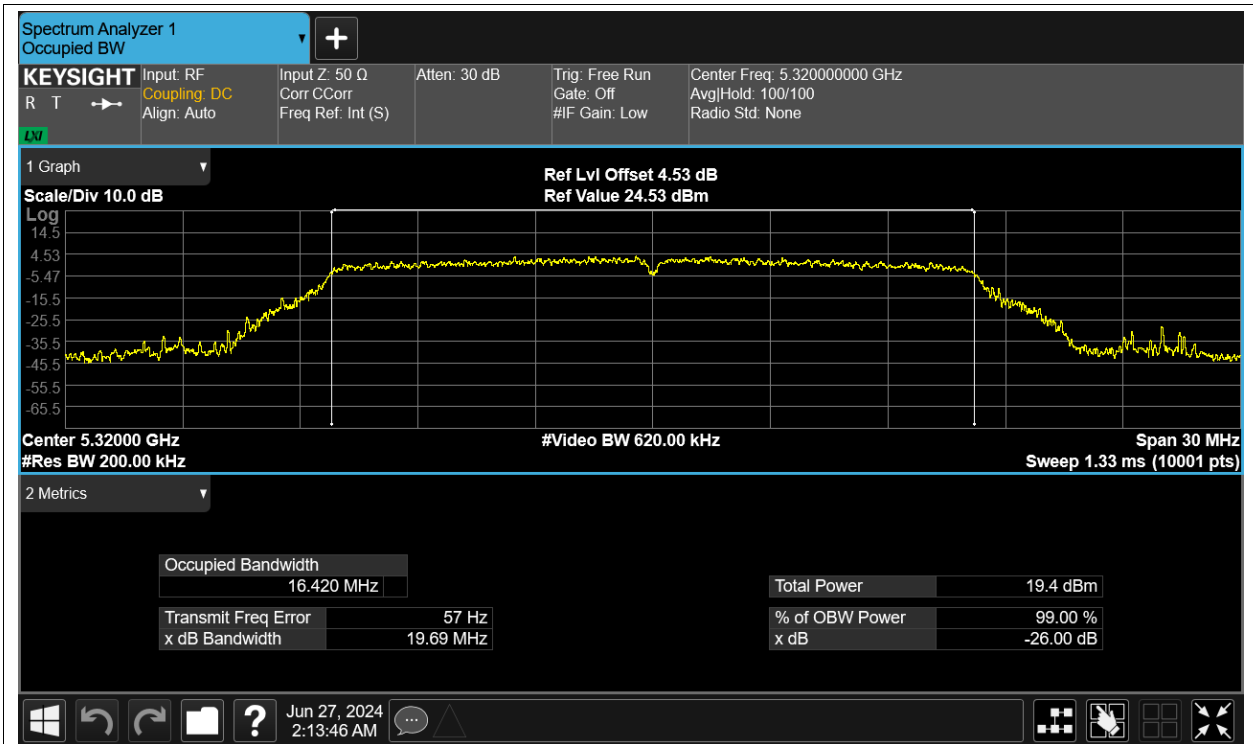 Spectrum Analyzer 1
Occupied BW
KEYSIGHT
R T
LXI
Input: RF
Coupling: DC
Align: Auto
Input Z: 50 Ω
Corr CCorr
Freq Ref: Int (S)
Atten: 30 dB
Trig: Free Run
Gate: Off
#IF Gain: Low
Center Freq: 5.320000000 GHz
Avg|Hold: 100/100
Radio Std: None
1 Graph
Scale/Div 10.0 dB
Ref Lvl Offset 4.53 dB
Ref Value 24.53 dBm
Log
14.5
4.53
-5.47
-15.5
-25.5
-35.5
-45.5
-55.5
-65.5
Center 5.32000 GHz
#Res BW 200.00 kHz
#Video BW 620.00 kHz
Span 30 MHz
Sweep 1.33 ms (10001 pts)
2 Metrics
Occupied Bandwidth
16.420 MHz
Transmit Freq Error 57 Hz
x dB Bandwidth 19.69 MHz
Total Power 19.4 dBm
% of OBW Power 99.00 %
x dB -26.00 dB
?
Jun 27, 2024
2:13:46 AM